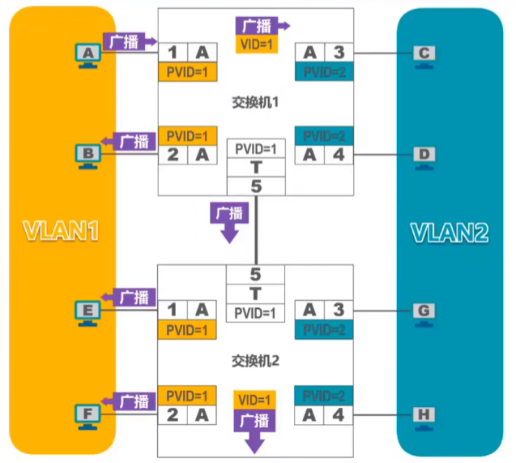 广播
广播
VID=1
A
1 A
PVID=1
A 3
PVID=2
C
交换机1
广播
B
PVID=1
2 A
PVID=1
T
5
PVID=2
A 4
D
广播
VLAN1
VLAN2
5
T
PVID=1
广播
E
1 A
PVID=1
A 3
PVID=2
G
交换机2
广播
F
PVID=1
2 A
VID=1
广播
PVID=2
A 4
H